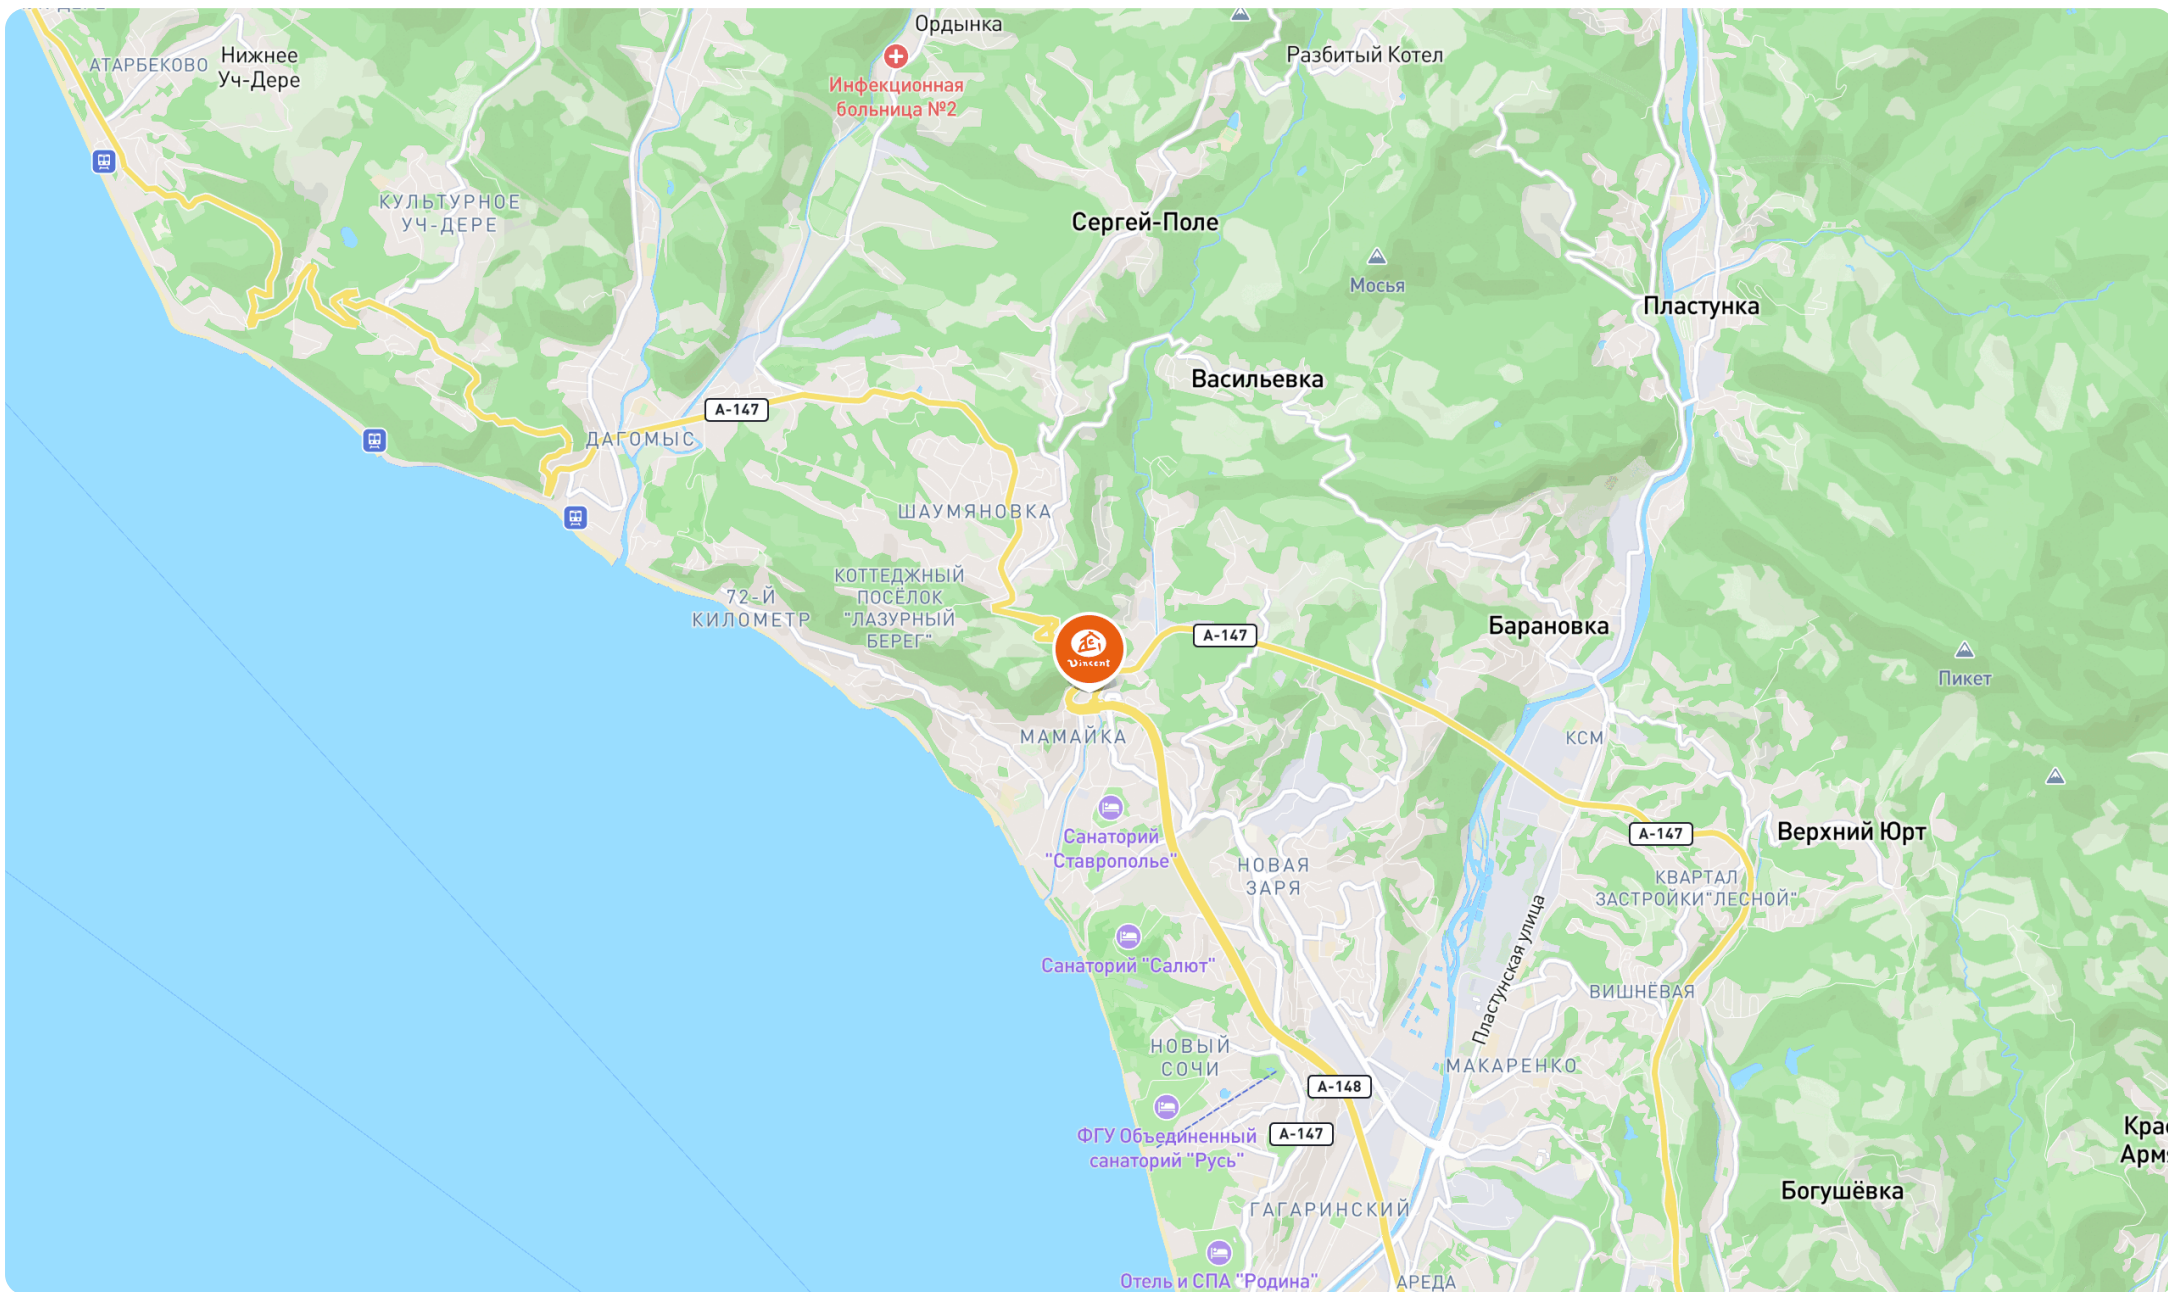 Ордынка
Нижнее
Уч-Дере
АТАРБЕКОВО
Разбитый Котел
Инфекционная
больница №2
КУЛЬТУРНОЕ
УЧ-ДЕРЕ
Сергей-Поле
Мосья
Пластунка
Васильевка
А-147
ДАГОМЫС
ШАУМЯНОВКА
КОТТЕДЖНЫЙ
ПОСЁЛОК
"ЛАЗУРНЫЙ
БЕРЕГ"
72-Й
КИЛОМЕТР
Vincent
А-147
Барановка
Пикет
МАМАЙКА
КСМ
Санаторий
"Ставрополье"
НОВАЯ
ЗАРЯ
А-147
Верхний Юрт
КВАРТАЛ
ЗАСТРОЙКИ"ЛЕСНОЙ"
Пластунская улица
Санаторий "Салют"
ВИШНЁВАЯ
НОВЫЙ
СОЧИ
МАКАРЕНКО
А-148
А-147
ФГУ Объединенный
санаторий "Русь"
Богушёвка
ГАГАРИНСКИЙ
Отель и СПА "Родина"
АРЕДА